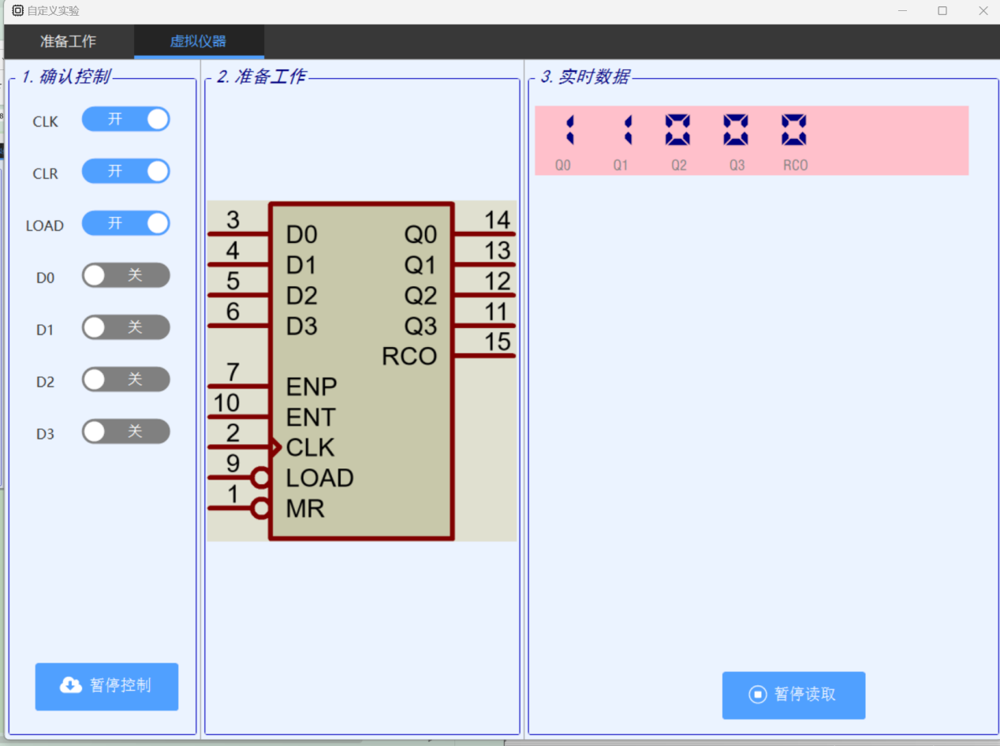 自定义实验
准备工作
虚拟仪器
1. 确认控制
CLK 开
CLR 开
LOAD 开
D0 关
D1 关
D2 关
D3 关
暂停控制
2. 准备工作
3 D0 Q0 14
4 D1 Q1 13
5 D2 Q2 12
6 D3 Q3 11
RCO 15
7 ENP
10 ENT
2 CLK
9 LOAD
1 MR
3. 实时数据
1 1 0 0 0
Q0 Q1 Q2 Q3 RCO
暂停读取